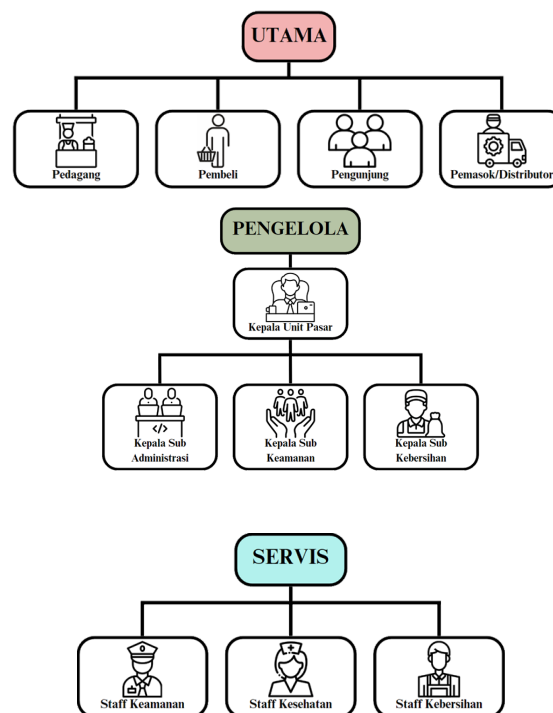 UTAMA
Pedagang
Pembeli
Pengunjung
Pemasok/Distributor
PENGELOLA
Kepala Unit Pasar
</>
Kepala Sub
Administrasi
Kepala Sub
Keamanan
Kepala Sub
Kebersihan
SERVIS
Staff Keamanan
Staff Kesehatan
Staff Kebersihan